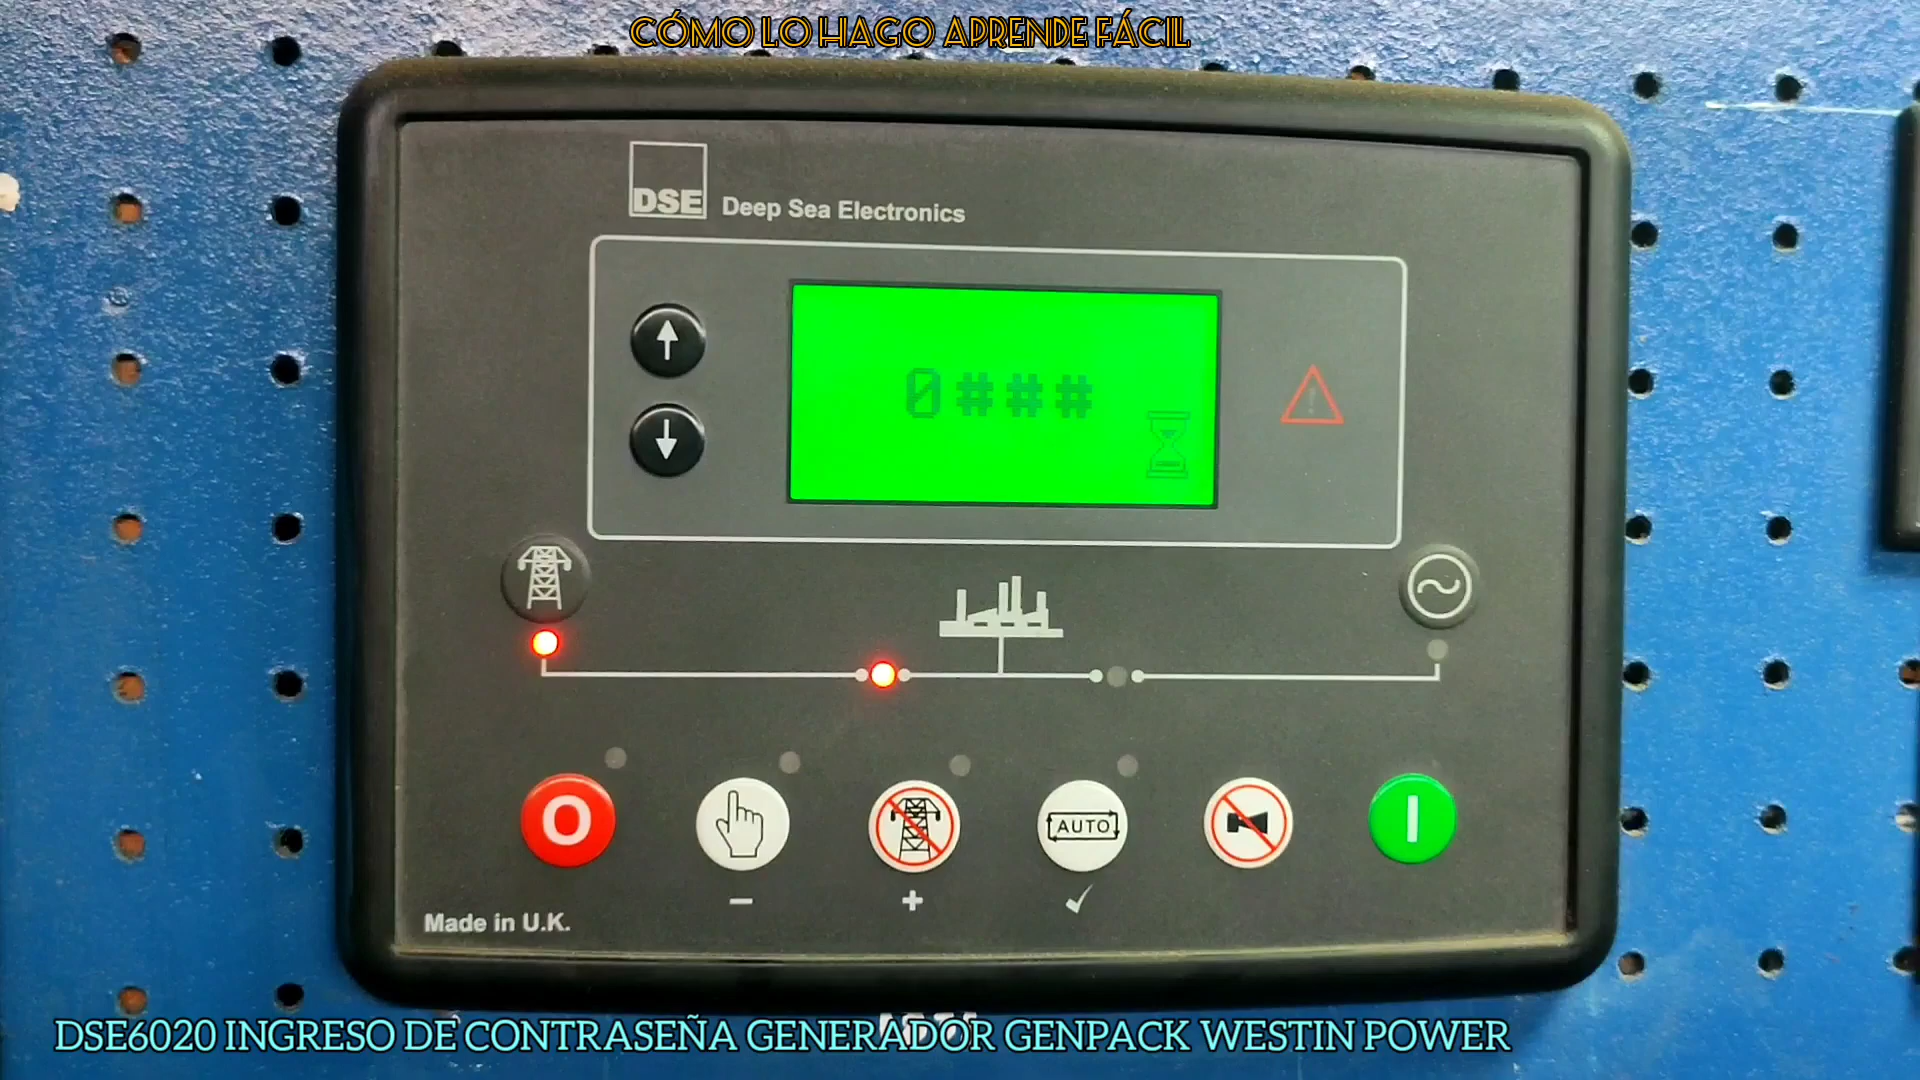 CÓMO LO HAGO APRENDE FÁCIL
DSE Deep Sea Electronics
0###
O
AUTO
I
− + ✓
Made in U.K.
DSE6020 INGRESO DE CONTRASEÑA GENERADOR GENPACK WESTIN POWER